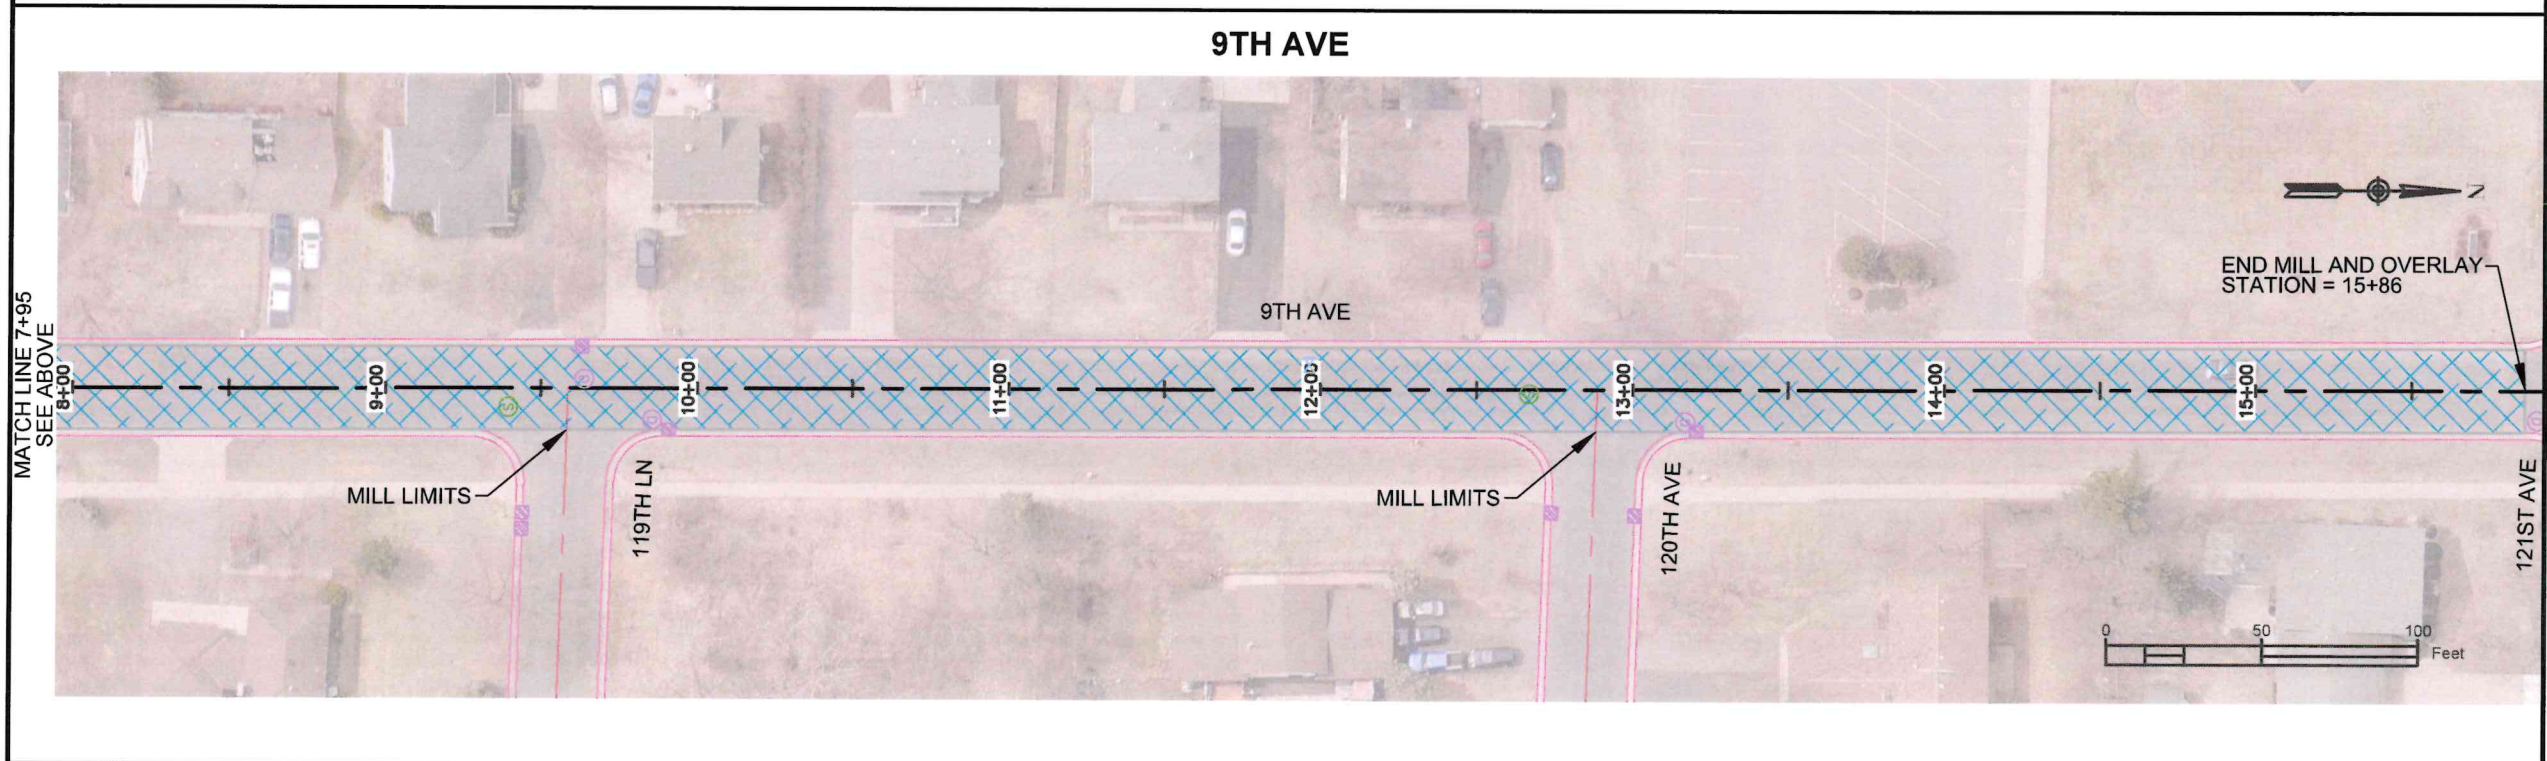 9TH AVE
N
END MILL AND OVERLAY
STATION = 15+86
9TH AVE
MATCH LINE 7+95
SEE ABOVE
8+00
9+00
10+00
11+00
12+00
13+00
14+00
15+00
S
MILL LIMITS
119TH LN
MILL LIMITS
120TH AVE
121ST AVE
0 50 100
Feet